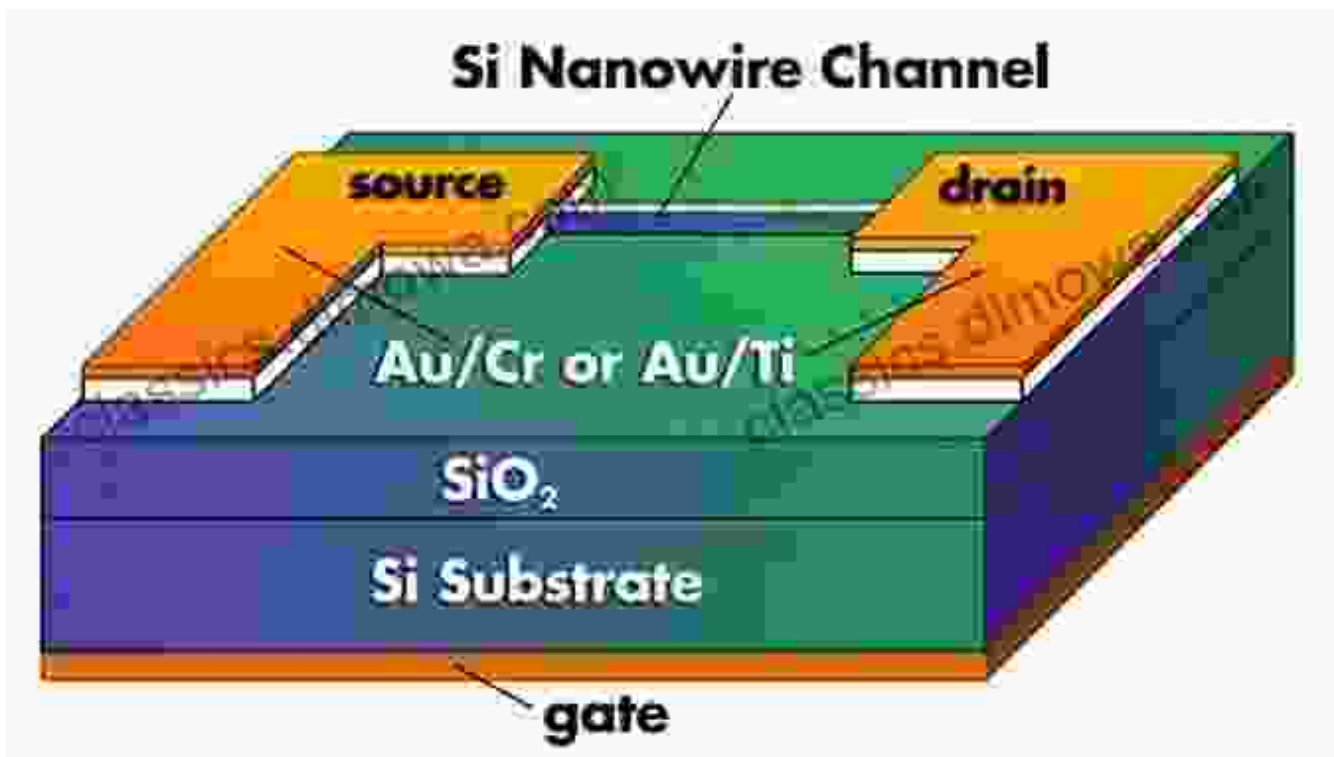 Si Nanowire Channel
source
drain
Au/Cr or Au/Ti
SiO₂
Si Substrate
gate